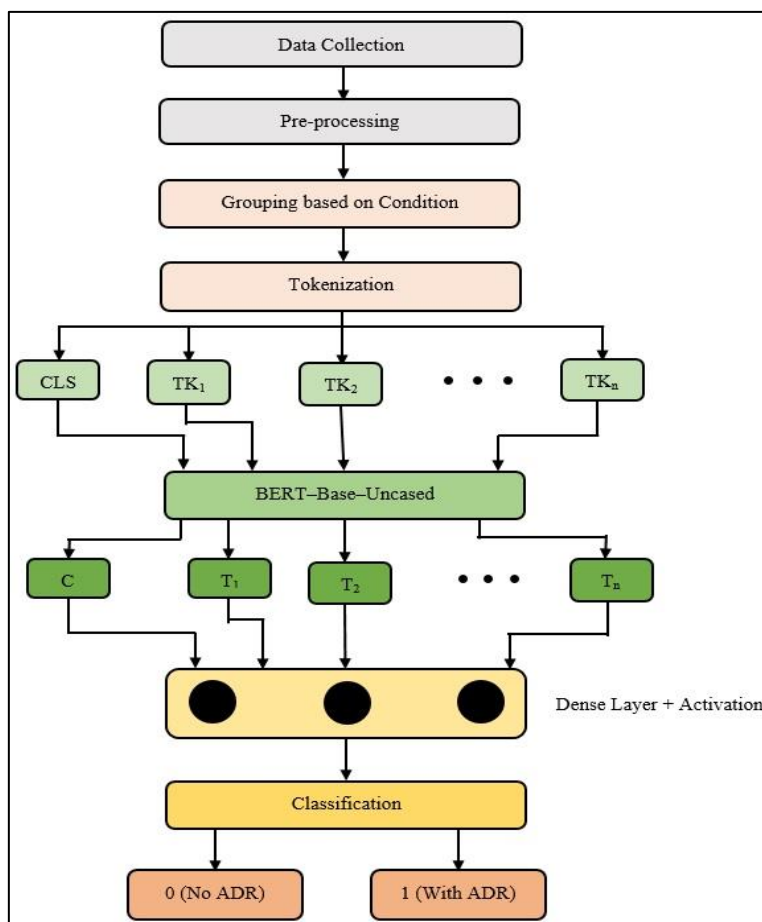 Data Collection
Pre-processing
Grouping based on Condition
Tokenization
CLS TK₁ TK₂ • • • TKₙ
BERT–Base–Uncased
C T₁ T₂ • • • Tₙ
Dense Layer + Activation
Classification
0 (No ADR) 1 (With ADR)